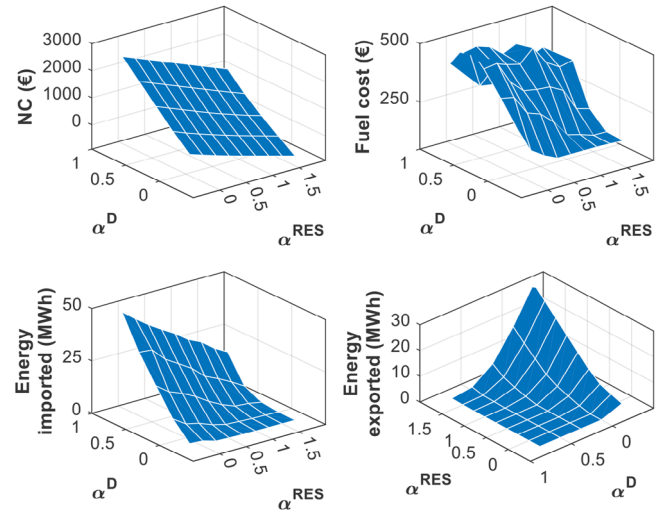 NC (€)
3000
2000
1000
0
1
0.5
0
α^D
0
0.5
1
1.5
α^RES
Fuel cost (€)
500
250
1
0.5
0
α^D
0
0.5
1
1.5
α^RES
Energy
imported (MWh)
50
25
0
1
0.5
0
α^D
0
0.5
1
1.5
α^RES
Energy
exported (MWh)
30
20
10
0
1.5
1
0.5
0
α^RES
1
0.5
0
α^D